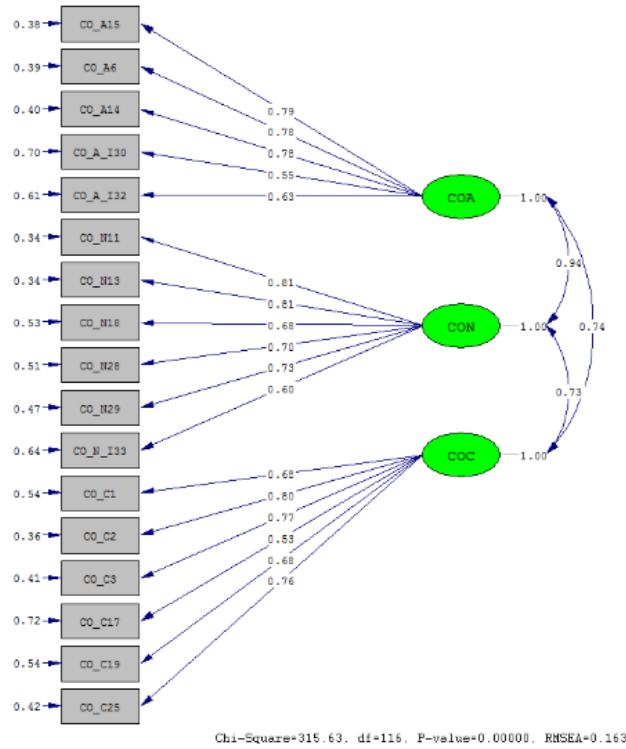 0.38 CO_A15
0.39 CO_A6
0.40 CO_A14
0.70 CO_A_I30
0.61 CO_A_I32
0.34 CO_N11
0.34 CO_N13
0.53 CO_N18
0.51 CO_N28
0.47 CO_N29
0.64 CO_N_I33
0.54 CO_C1
0.36 CO_C2
0.41 CO_C3
0.72 CO_C17
0.54 CO_C19
0.42 CO_C25
0.79
0.78
0.78
0.55
0.63
0.81
0.81
0.68
0.70
0.73
0.60
0.68
0.80
0.77
0.53
0.68
0.76
COA 1.00
CON 1.00
COC 1.00
0.94
0.74
0.73
Chi-Square=315.63, df=116, P-value=0.00000, RMSEA=0.163